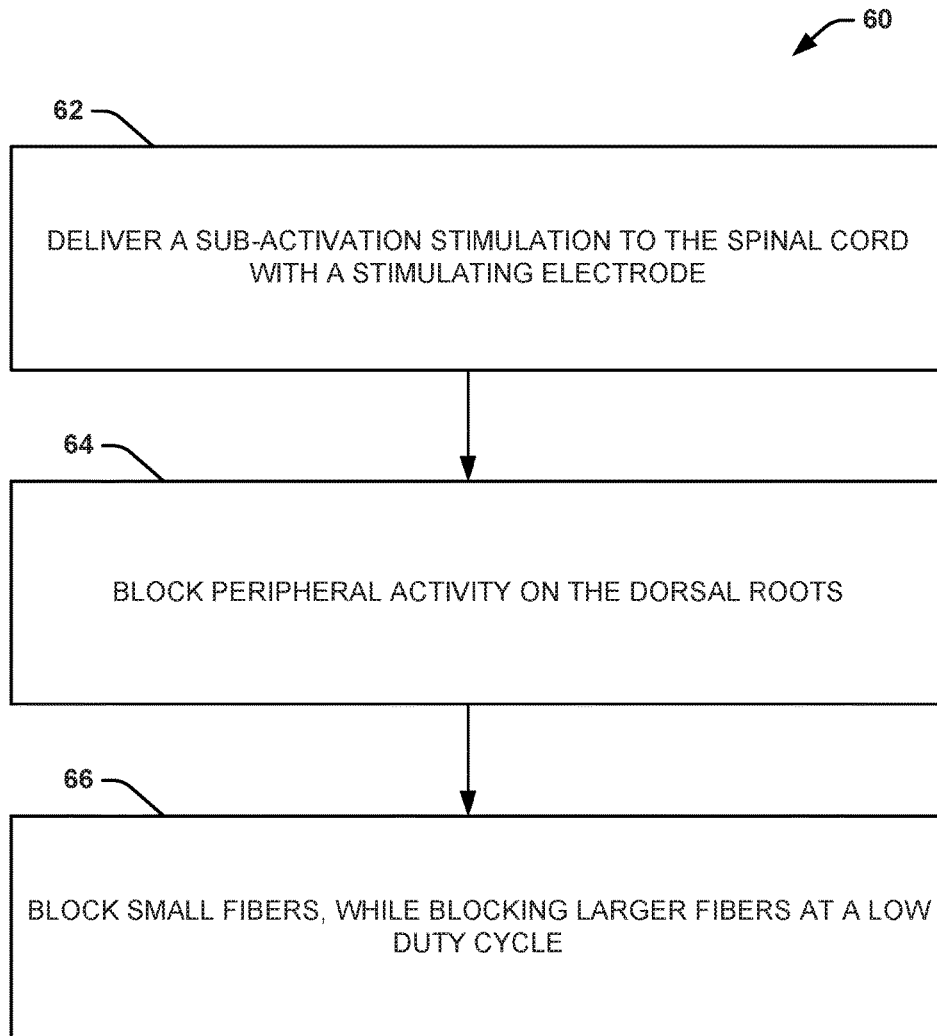 60
62
DELIVER A SUB-ACTIVATION STIMULATION TO THE SPINAL CORD
WITH A STIMULATING ELECTRODE
64
BLOCK PERIPHERAL ACTIVITY ON THE DORSAL ROOTS
66
BLOCK SMALL FIBERS, WHILE BLOCKING LARGER FIBERS AT A LOW
DUTY CYCLE